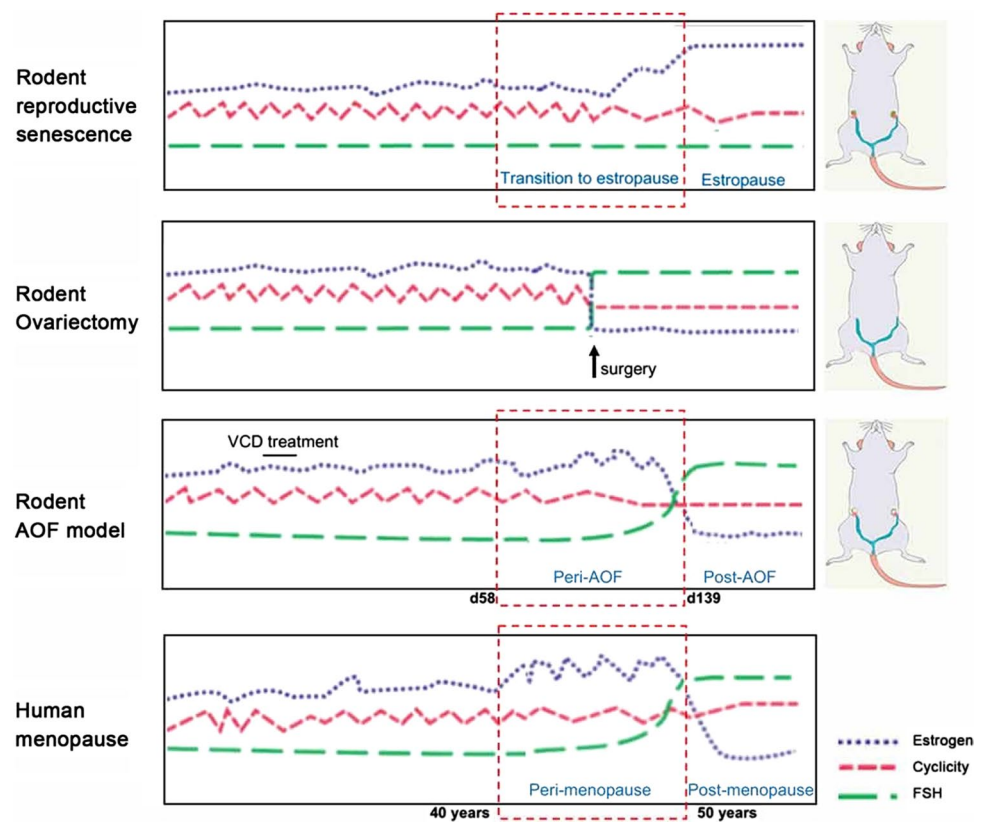 Rodent
reproductive
senescence
Transition to estropause
Estropause
Rodent
Ovariectomy
surgery
Rodent
AOF model
VCD treatment
Peri-AOF
Post-AOF
d58
d139
Human
menopause
Peri-menopause
Post-menopause
40 years
50 years
Estrogen
Cyclicity
FSH